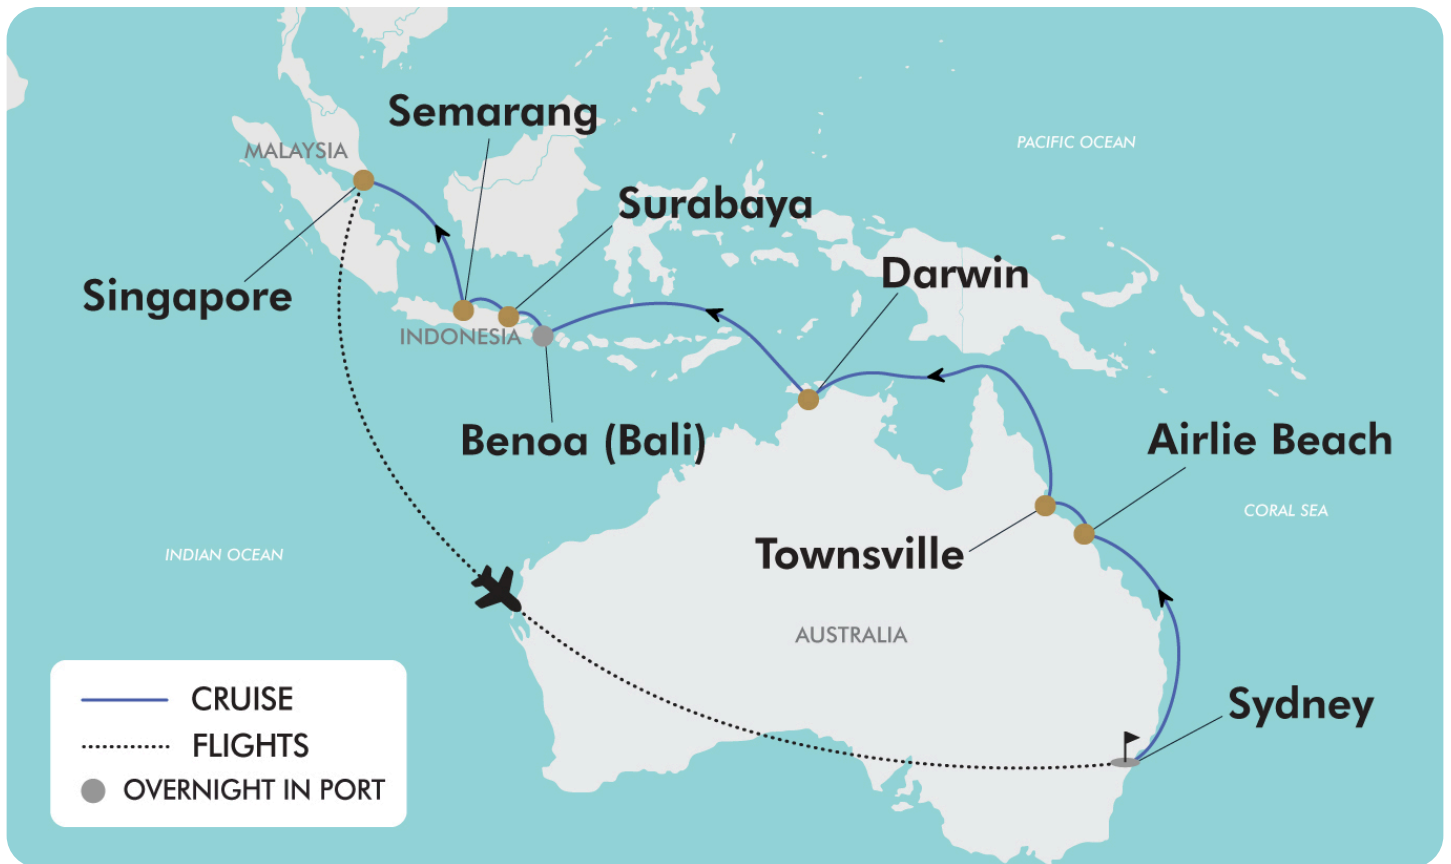 Semarang
PACIFIC OCEAN
MALAYSIA
Surabaya
Darwin
Singapore
INDONESIA
Benoa (Bali)
Airlie Beach
CORAL SEA
Townsville
INDIAN OCEAN
AUSTRALIA
Sydney
CRUISE
FLIGHTS
OVERNIGHT IN PORT